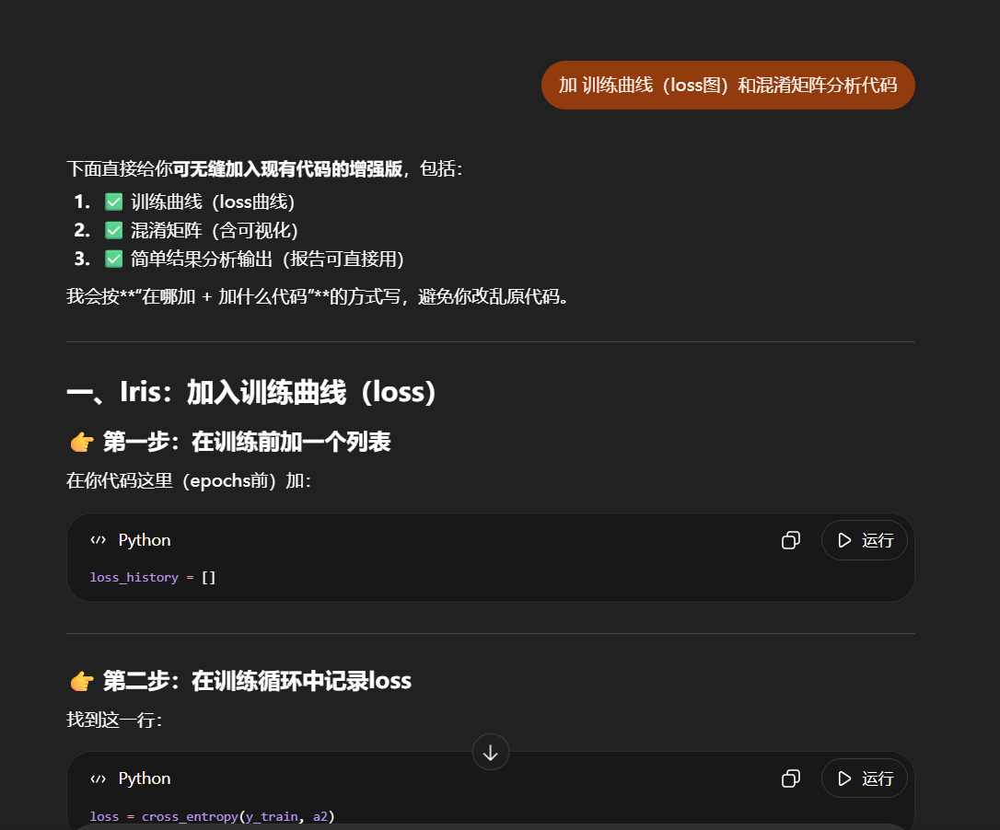 加 训练曲线（loss图）和混淆矩阵分析代码
下面直接给你可无缝加入现有代码的增强版，包括：
1. ✅ 训练曲线（loss曲线）
2. ✅ 混淆矩阵（含可视化）
3. ✅ 简单结果分析输出（报告可直接用）
我会按**“在哪加 + 加什么代码”**的方式写，避免你改乱原代码。
一、Iris：加入训练曲线（loss）
👉 第一步：在训练前加一个列表
在你代码这里（epochs前）加：
Python
运行
loss_history = []
👉 第二步：在训练循环中记录loss
找到这一行：
Python
运行
loss = cross_entropy(y_train, a2)